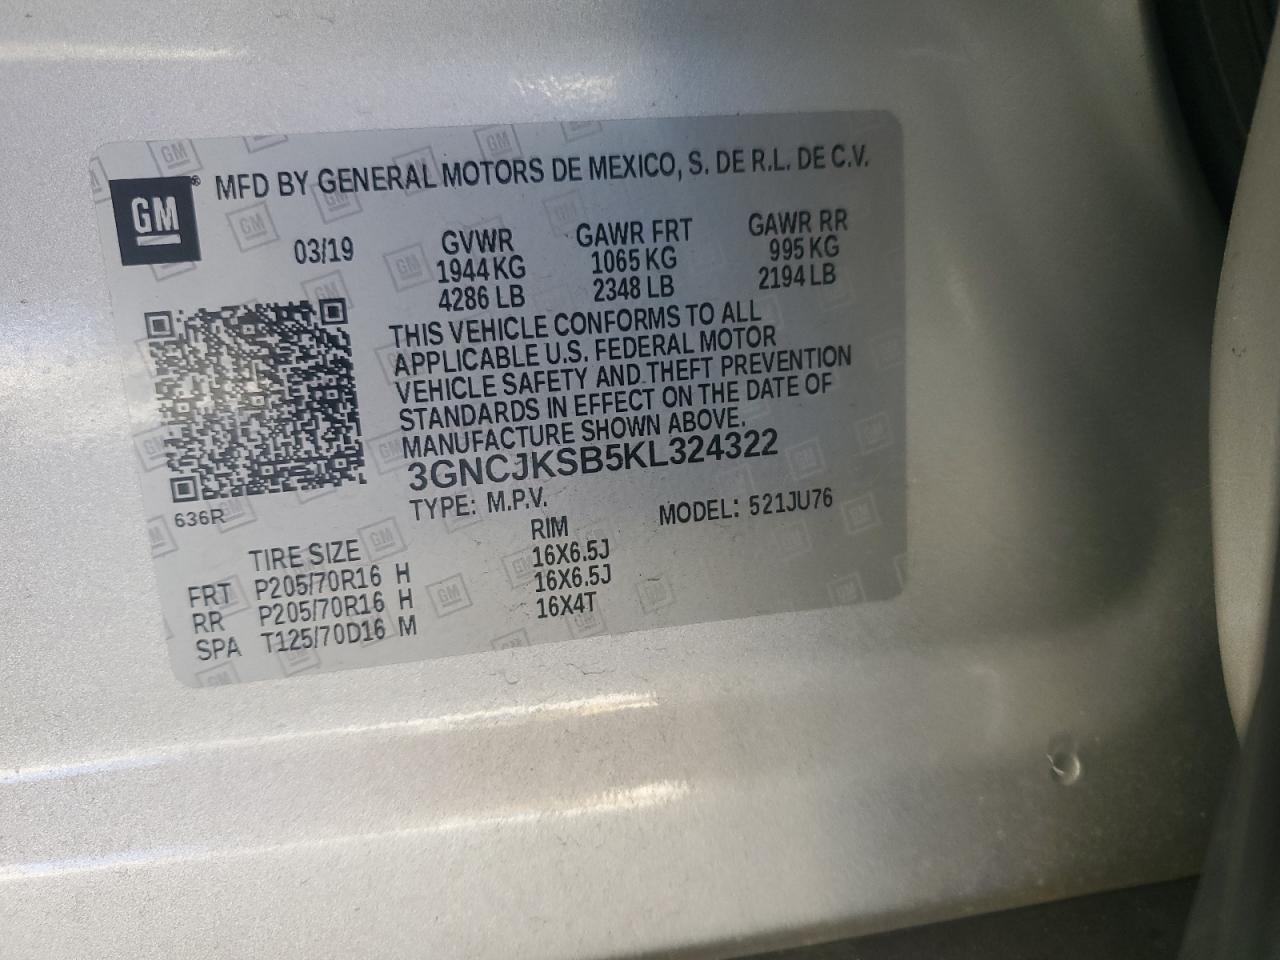 GM® MFD BY GENERAL MOTORS DE MEXICO, S. DE R.L. DE C.V.
03/19 GVWR GAWR FRT GAWR RR
1944 KG 1065 KG 995 KG
4286 LB 2348 LB 2194 LB
THIS VEHICLE CONFORMS TO ALL
APPLICABLE U.S. FEDERAL MOTOR
VEHICLE SAFETY AND THEFT PREVENTION
STANDARDS IN EFFECT ON THE DATE OF
MANUFACTURE SHOWN ABOVE.
3GNCJKSB5KL324322
636R
TYPE: M.P.V. MODEL: 521JU76
TIRE SIZE RIM
FRT P205/70R16 H 16X6.5J
RR P205/70R16 H 16X6.5J
SPA T125/70D16 M 16X4T